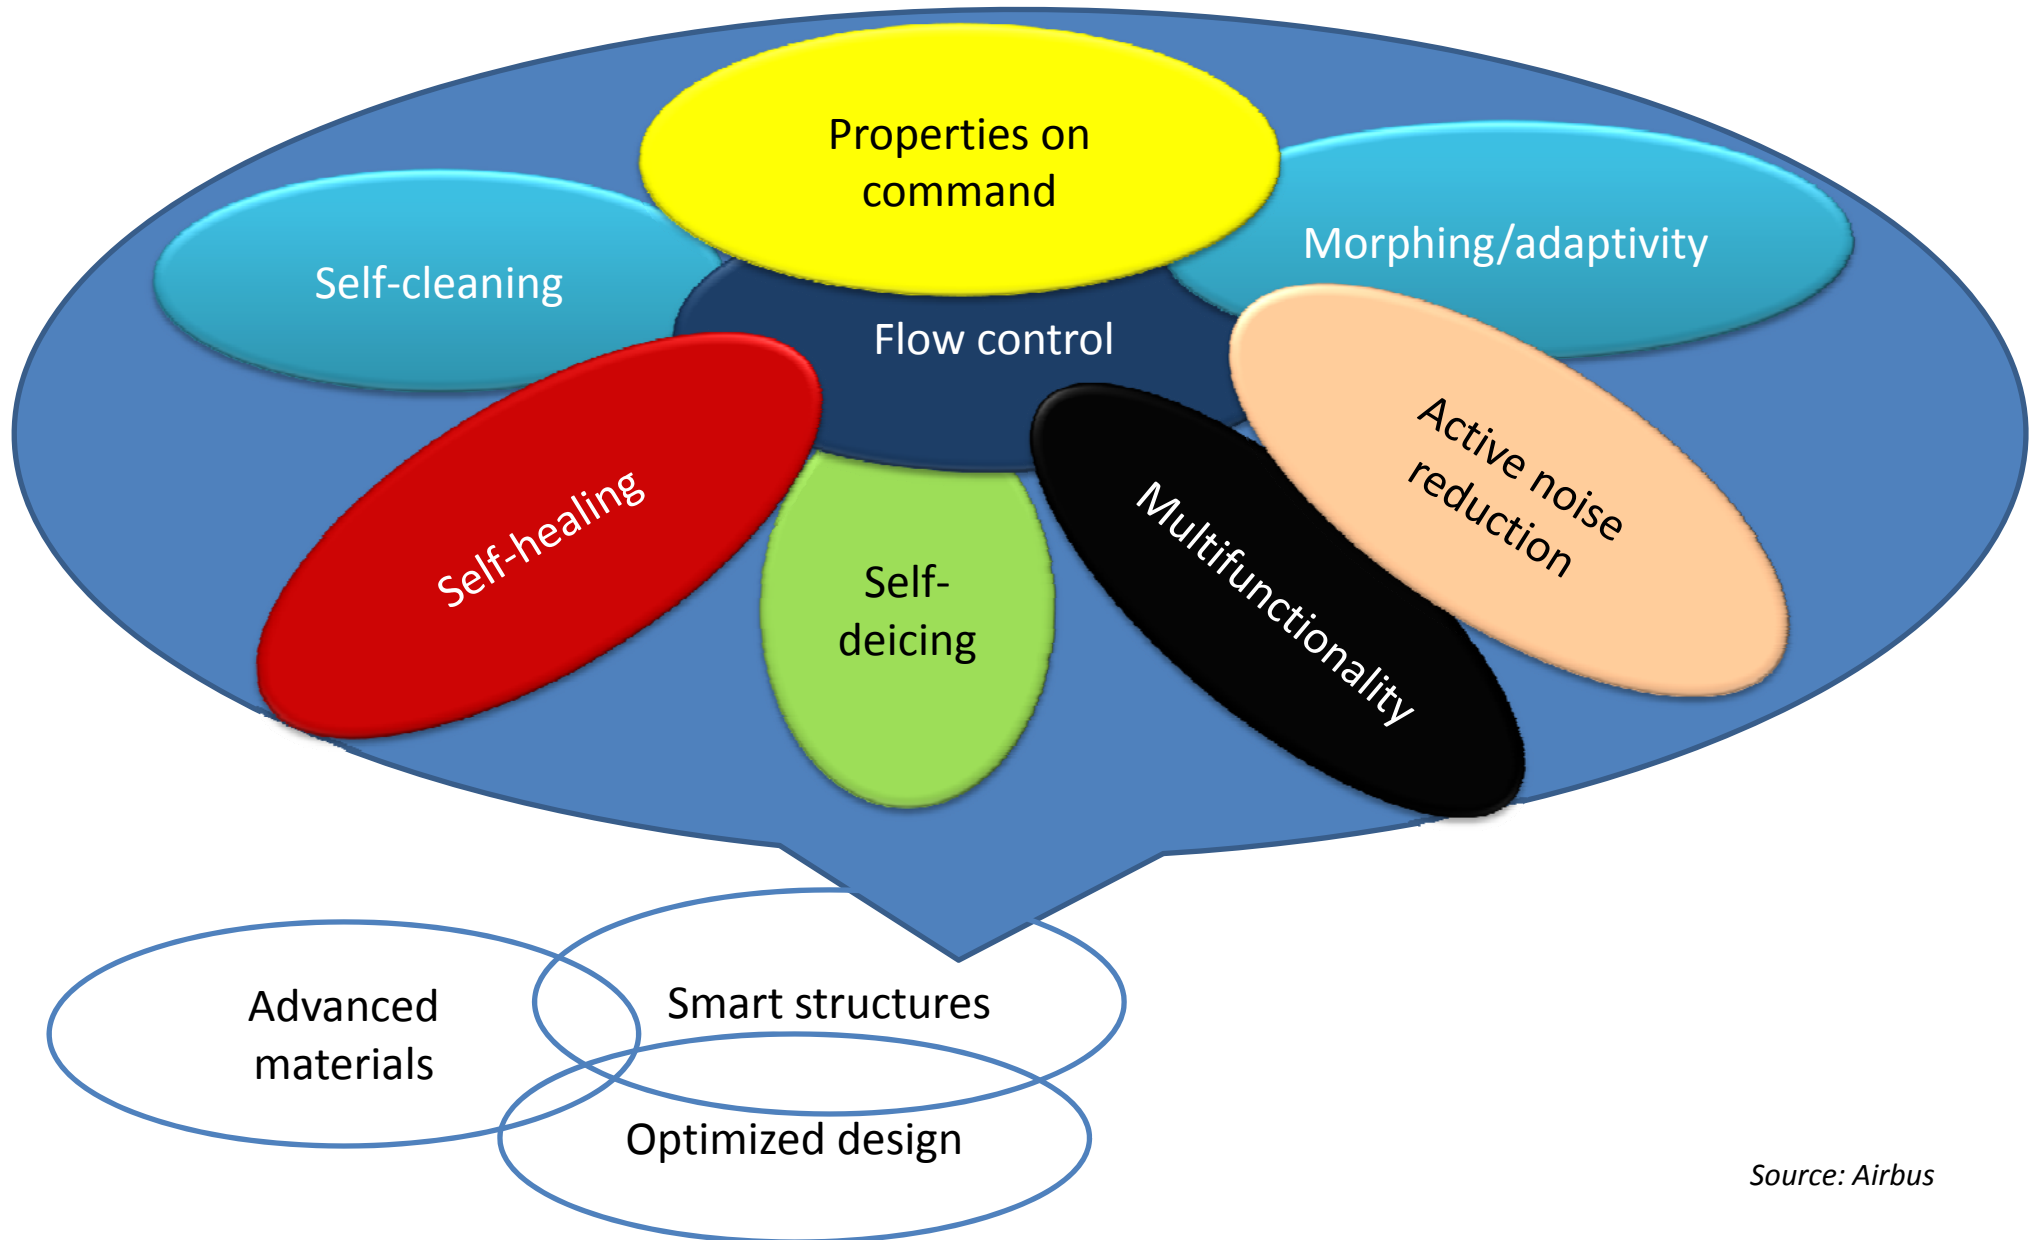 Properties on
command
Morphing/adaptivity
Self-cleaning
Flow control
Active noise
reduction
Self-healing
Multifunctionality
Self-
deicing
Advanced
materials
Smart structures
Optimized design
Source: Airbus